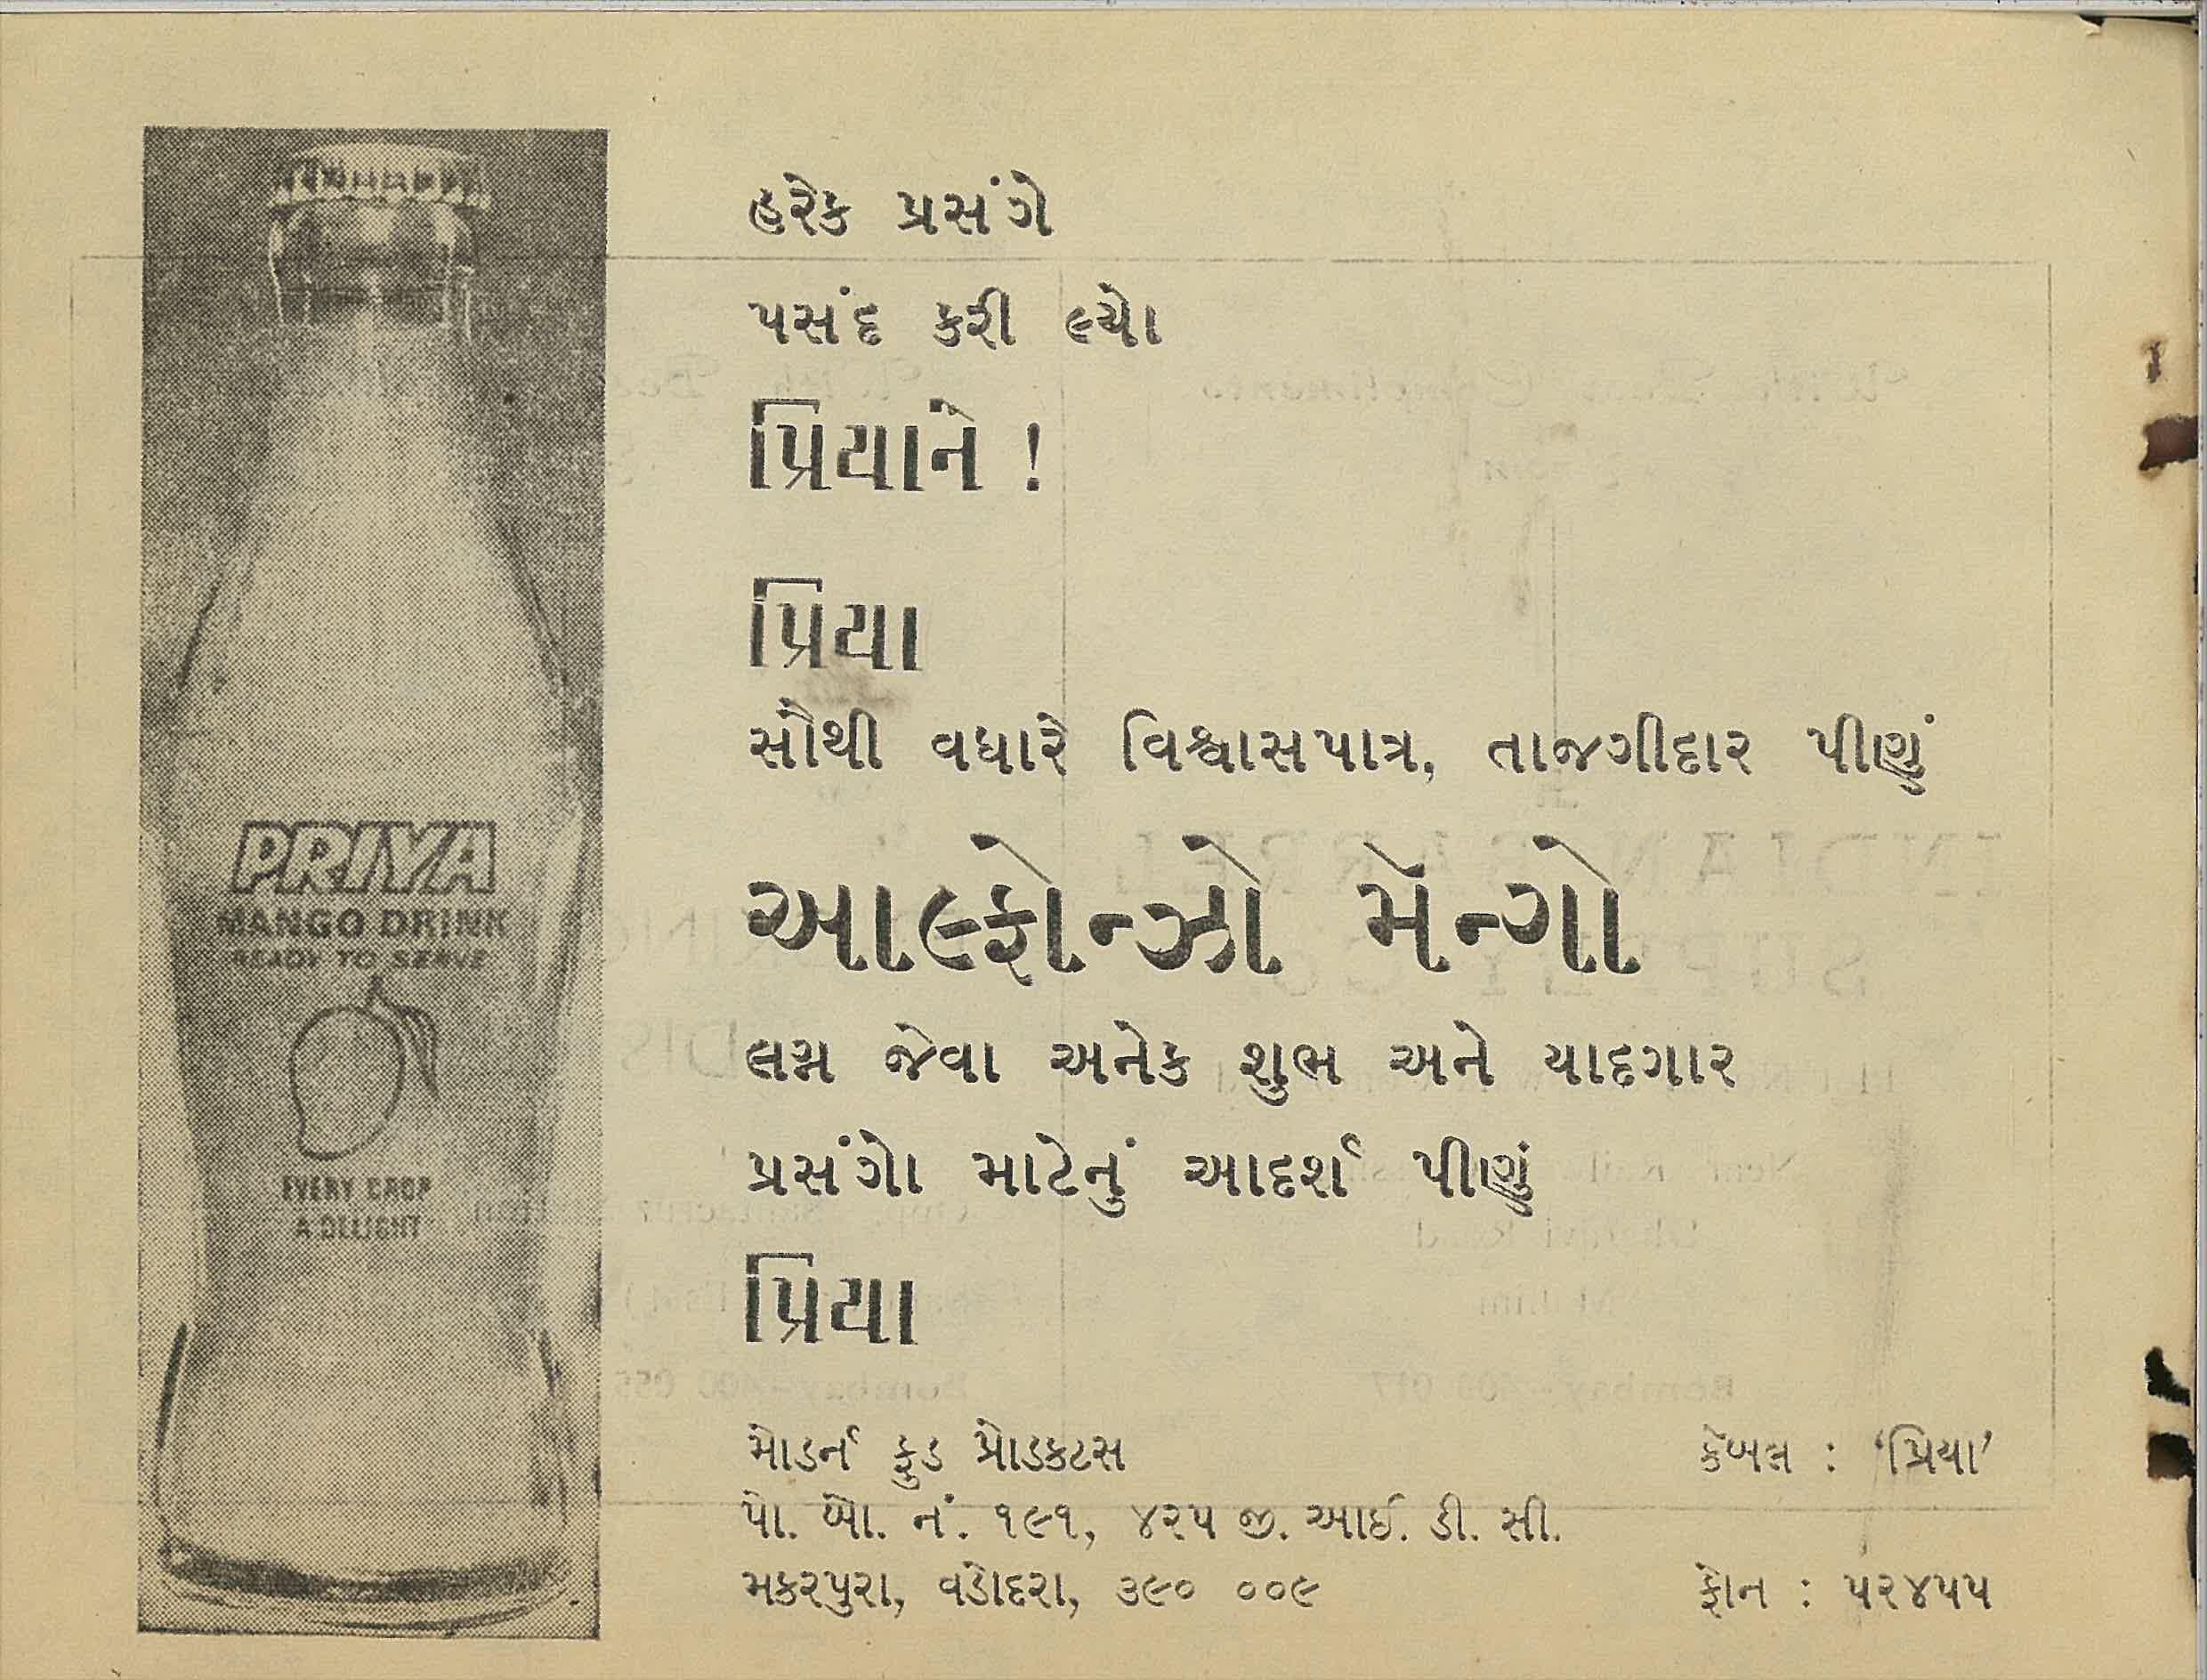 PRIYA
MANGO DRINK
READY TO SERVE
EVERY DROP
A DELIGHT
હરેક પ્રસંગે
પસંદ કરી લ્યો
પ્રિયાને !
પ્રિયા
સૌથી વધારે વિશ્વાસપાત્ર, તાજગીદાર પીણું
આલ્ફોન્ઝો મેંન્ગો
લગ્ન જેવા અનેક શુભ અને યાદગાર
પ્રસંગો માટેનું આદર્શ પીણું
પ્રિયા
મોડર્ન ફુડ પ્રોડકટસ
કેબલ : ‘પ્રિયા’
પો. બો. નં. ૧૯૧, ૪૨૫ જી. આઈ. ડી. સી.
મકરપુરા, વડોદરા, ૩૯૦ ૦૦૯
ફોન : ૫૨૪૫૫